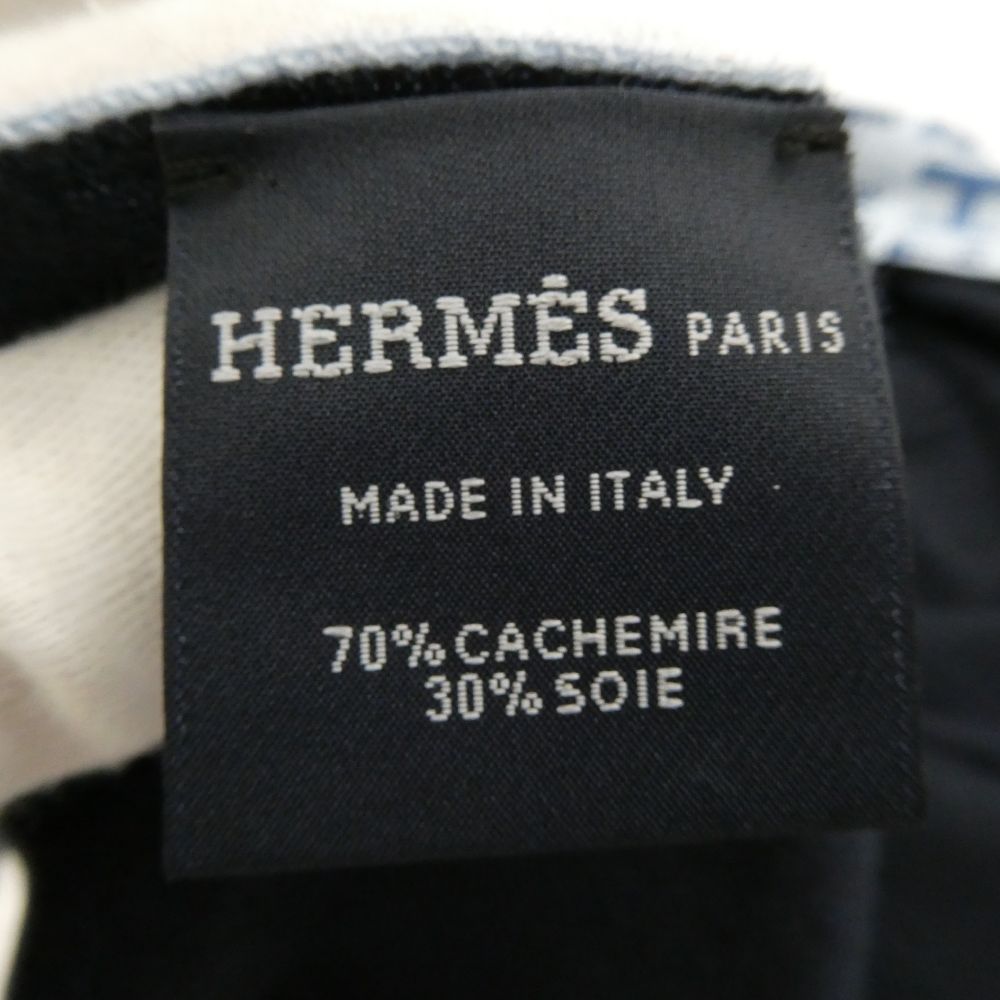 HERMÈS PARIS
MADE IN ITALY
70% CACHEMIRE
30% SOIE